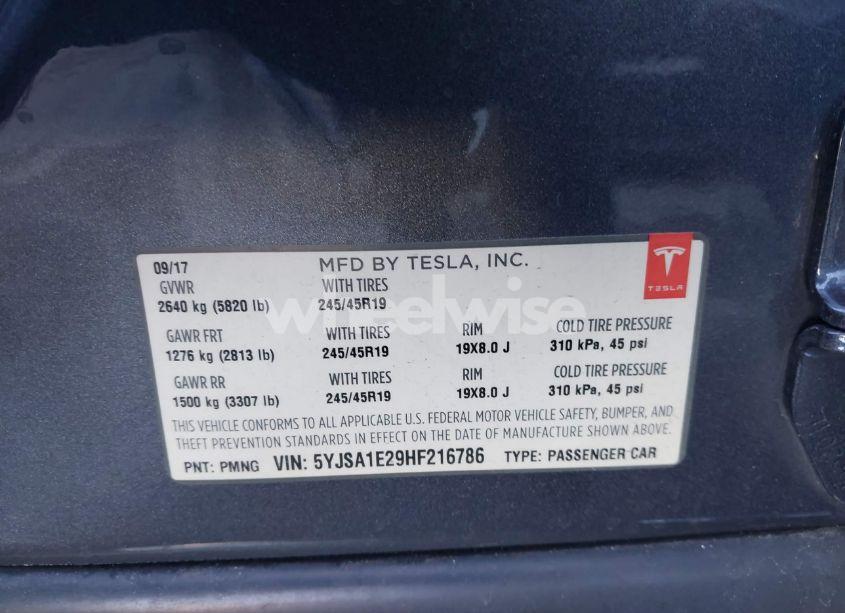 09/17 MFD BY TESLA, INC.
GVWR WITH TIRES
2640 kg (5820 lb) 245/45R19
TESLA
GAWR FRT WITH TIRES RIM COLD TIRE PRESSURE
1276 kg (2813 lb) 245/45R19 19X8.0 J 310 kPa, 45 psi
GAWR RR WITH TIRES RIM COLD TIRE PRESSURE
1500 kg (3307 lb) 245/45R19 19X8.0 J 310 kPa, 45 psi
THIS VEHICLE CONFORMS TO ALL APPLICABLE U.S. FEDERAL MOTOR VEHICLE SAFETY, BUMPER, AND
THEFT PREVENTION STANDARDS IN EFFECT ON THE DATE OF MANUFACTURE SHOWN ABOVE.
PNT: PMNG VIN: 5YJSA1E29HF216786 TYPE: PASSENGER CAR
wheelwise